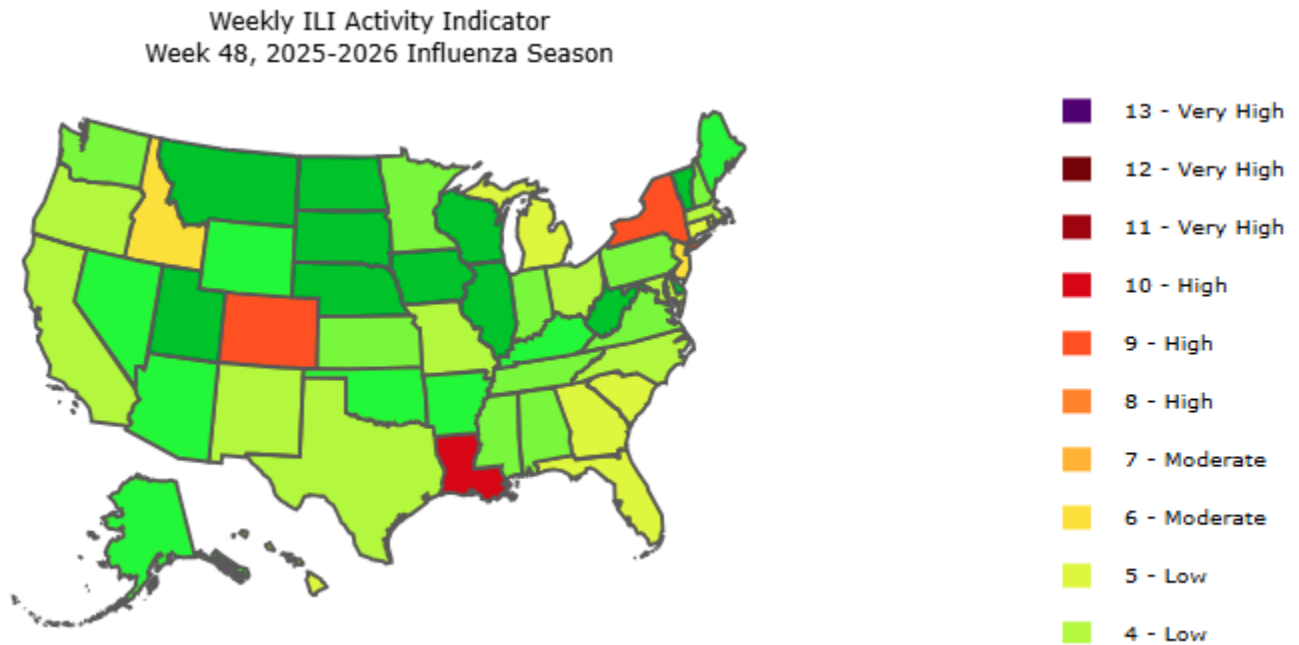 Weekly ILI Activity Indicator
Week 48, 2025-2026 Influenza Season
13 - Very High
12 - Very High
11 - Very High
10 - High
9 - High
8 - High
7 - Moderate
6 - Moderate
5 - Low
4 - Low